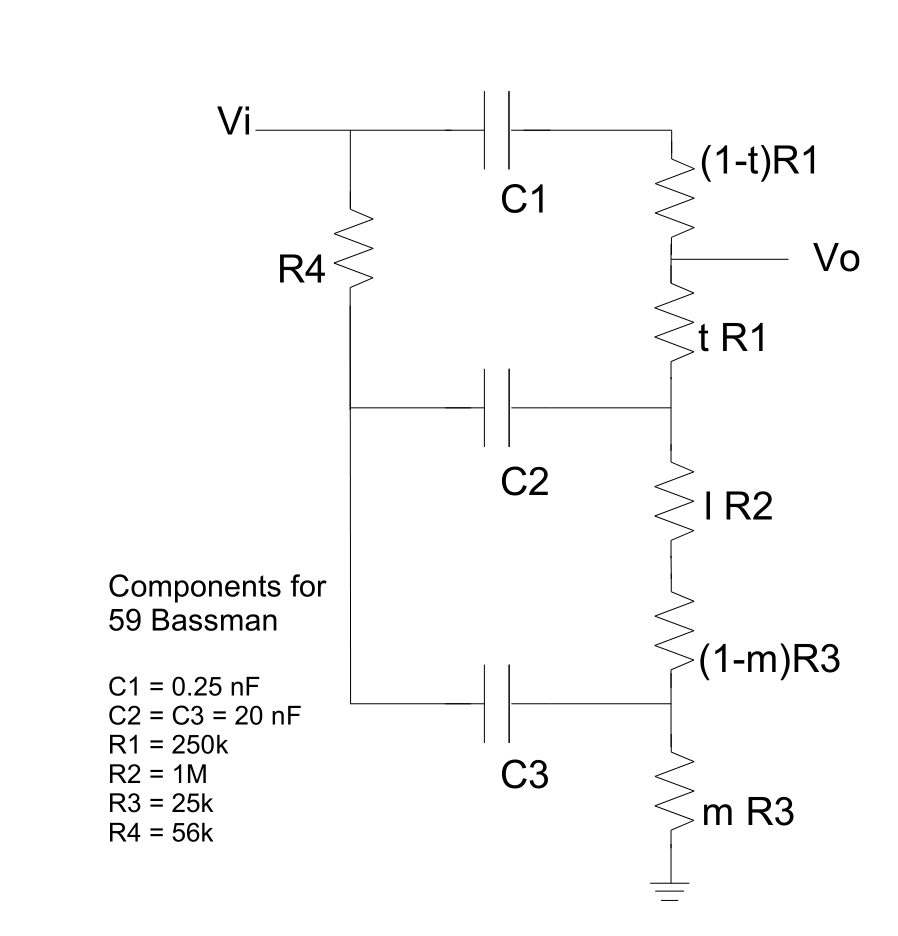 Vi
(1-t)R1
C1
Vo
R4
t R1
C2
l R2
Components for
59 Bassman
(1-m)R3
C1 = 0.25 nF
C2 = C3 = 20 nF
R1 = 250k
R2 = 1M
R3 = 25k
R4 = 56k
C3
m R3